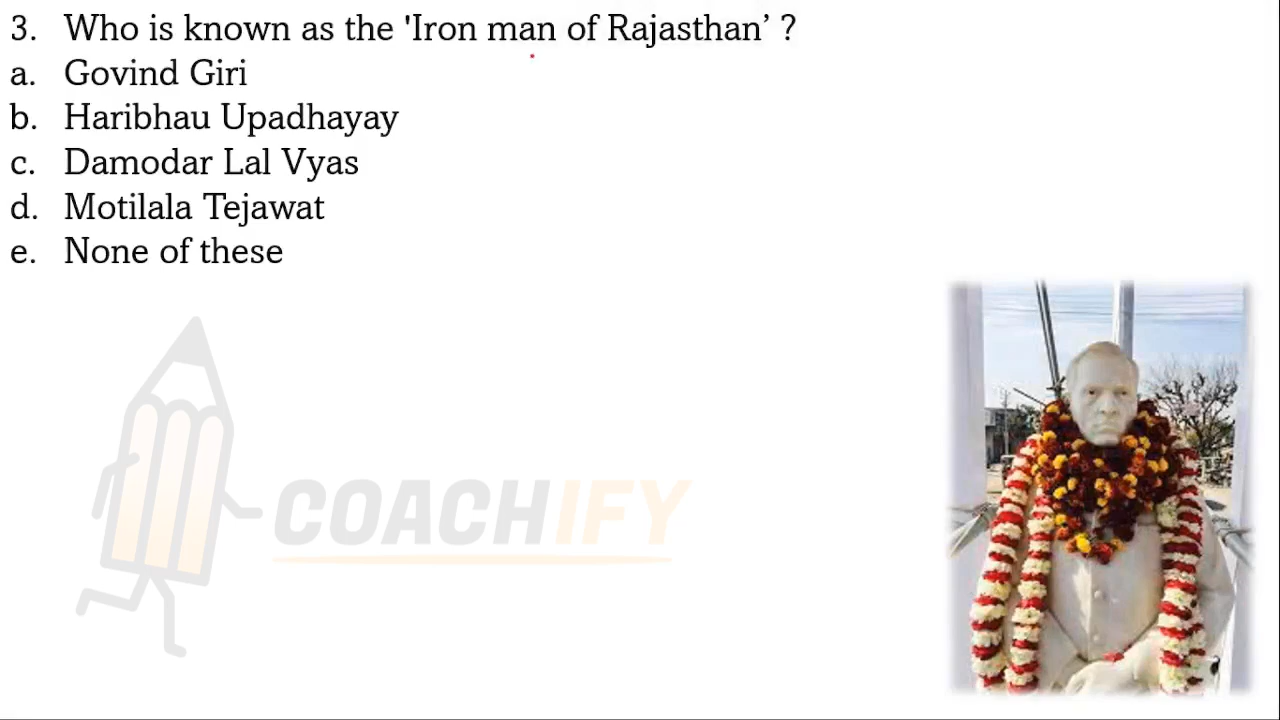 3. Who is known as the 'Iron man of Rajasthan’ ?
a. Govind Giri
b. Haribhau Upadhayay
c. Damodar Lal Vyas
d. Motilala Tejawat
e. None of these
COACHIFY